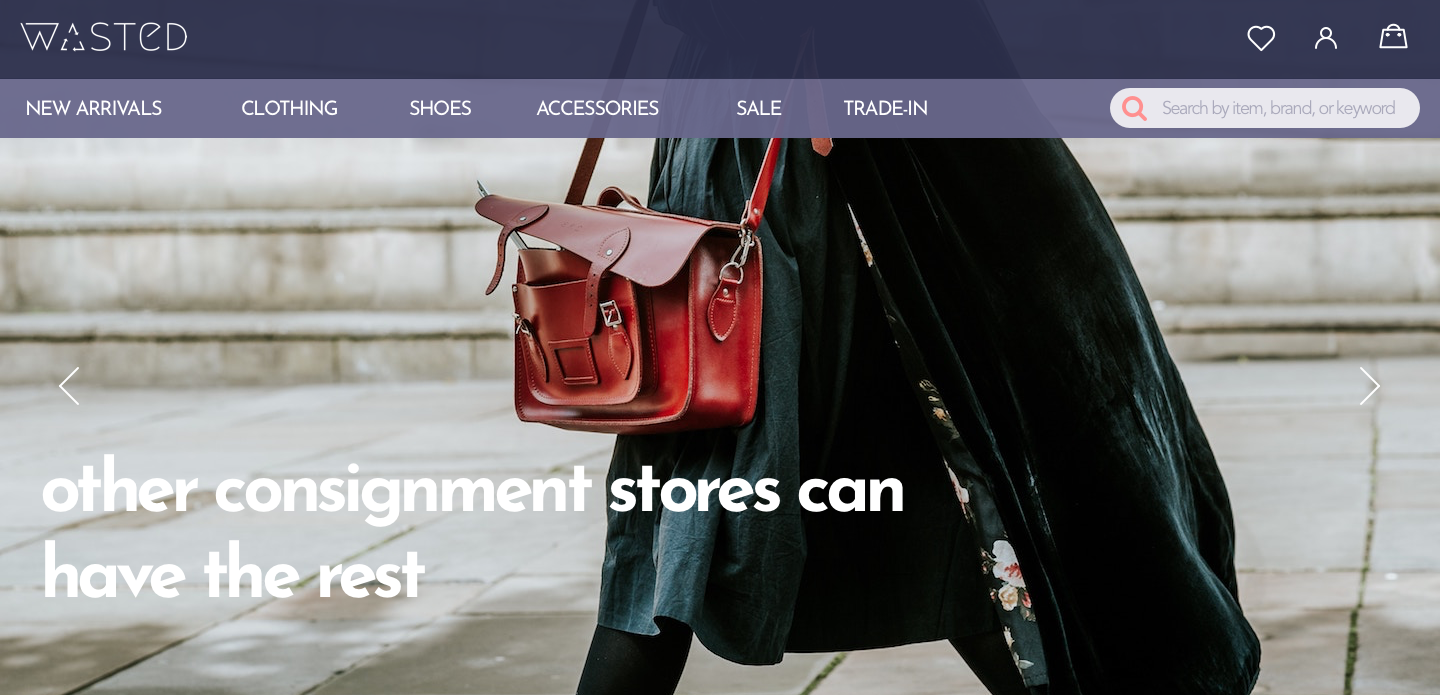 WASTED
NEW ARRIVALS CLOTHING SHOES ACCESSORIES SALE TRADE-IN Search by item, brand, or keyword
other consignment stores can
have the rest